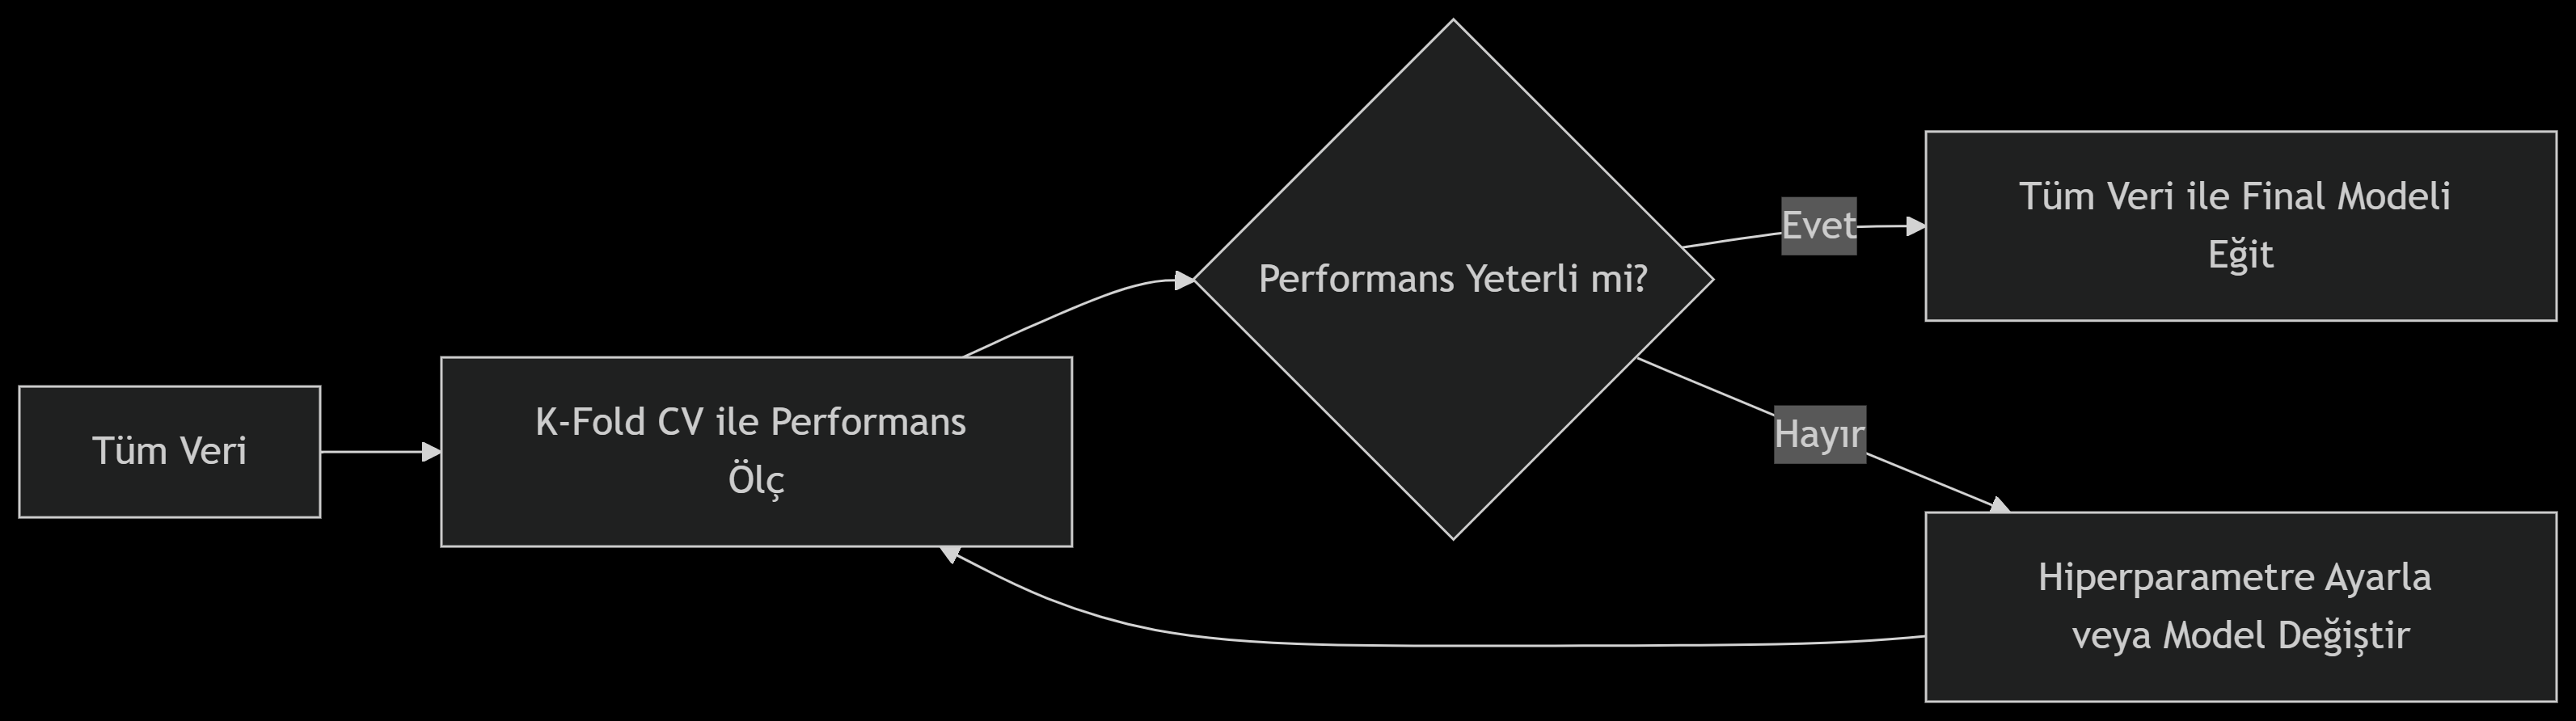 Tüm Veri
K-Fold CV ile Performans
Ölç
Performans Yeterli mi?
Evet
Tüm Veri ile Final Modeli
Eğit
Hayır
Hiperparametre Ayarla
veya Model Değiştir